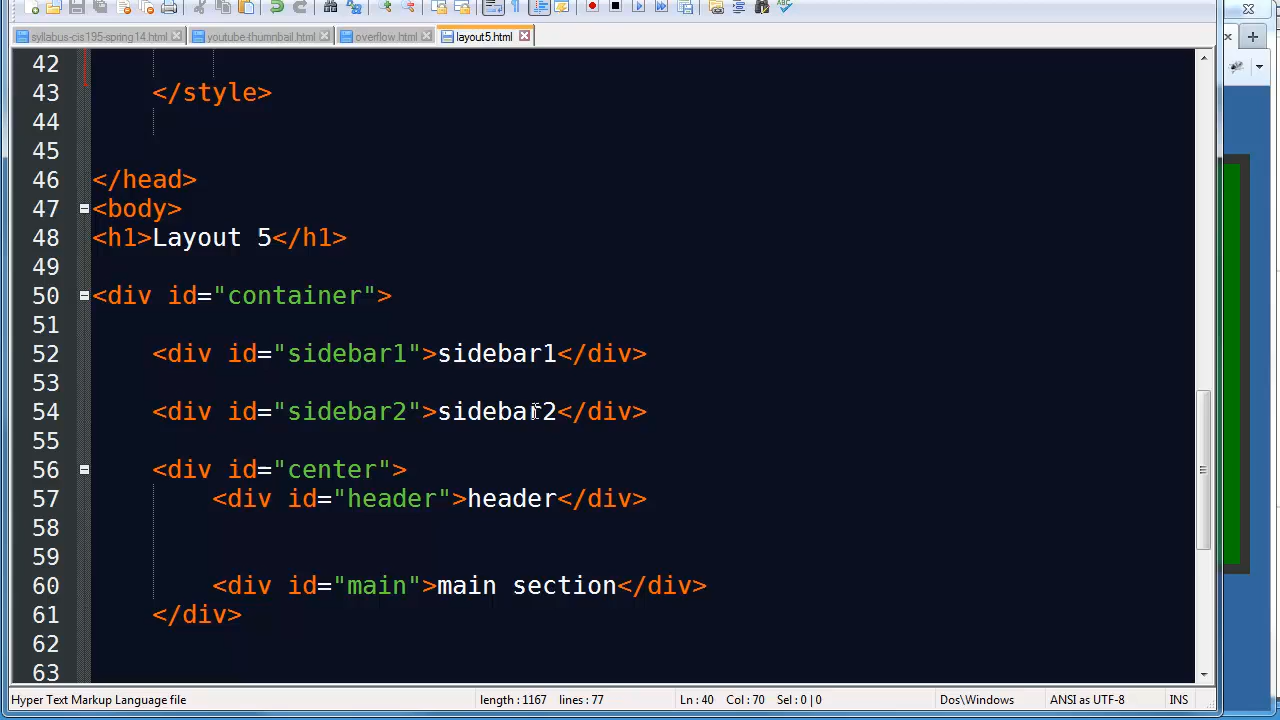 syllabus-cis195-spring14.html youtube-thumnbail.html overflow.html layout5.html
42
43 </style>
44
45
46 </head>
47 <body>
48 <h1>Layout 5</h1>
49
50 <div id="container">
51
52 <div id="sidebar1">sidebar1</div>
53
54 <div id="sidebar2">sidebar2</div>
55
56 <div id="center">
57 <div id="header">header</div>
58
59
60 <div id="main">main section</div>
61 </div>
62
63
Hyper Text Markup Language file length : 1167 lines : 77 Ln : 40 Col : 70 Sel : 0 | 0 Dos\Windows ANSI as UTF-8 INS